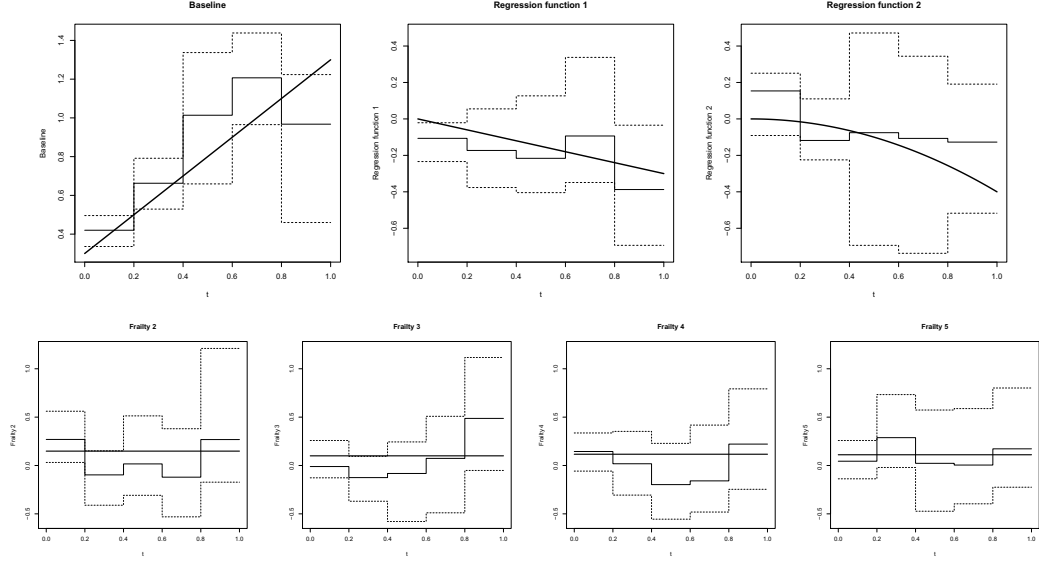 Baseline
Baseline
0.4 0.6 0.8 1.0 1.2 1.4
0.0 0.2 0.4 0.6 0.8 1.0
t
Regression function 1
Regression function 1
−0.6 −0.4 −0.2 0.0 0.2 0.4
0.0 0.2 0.4 0.6 0.8 1.0
t
Regression function 2
Regression function 2
−0.6 −0.4 −0.2 0.0 0.2 0.4
0.0 0.2 0.4 0.6 0.8 1.0
t
Frailty 2
Frailty 2
−0.5 0.0 0.5 1.0
0.0 0.2 0.4 0.6 0.8 1.0
t
Frailty 3
Frailty 3
−0.5 0.0 0.5 1.0
0.0 0.2 0.4 0.6 0.8 1.0
t
Frailty 4
Frailty 4
−0.5 0.0 0.5 1.0
0.0 0.2 0.4 0.6 0.8 1.0
t
Frailty 5
Frailty 5
−0.5 0.0 0.5 1.0
0.0 0.2 0.4 0.6 0.8 1.0
t